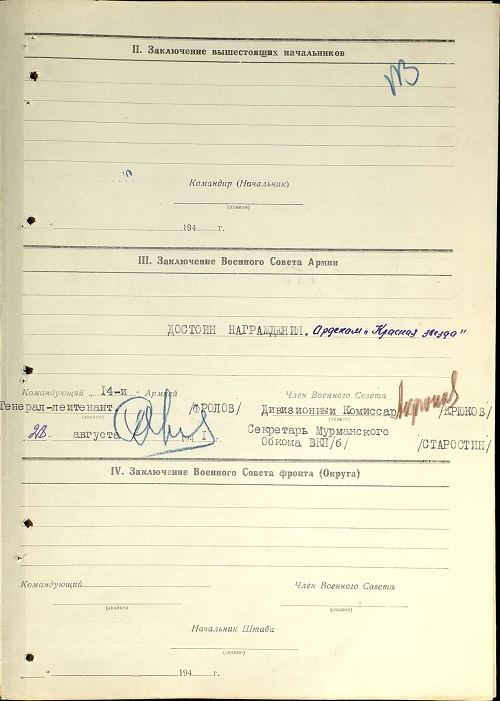 II. Заключение вышестоящих начальников
Командир (Начальник)
(звание)
194 г.
III. Заключение Военного Совета Армии
ДОСТОИН НАГРАЖДЕНИЯ. Орденом „Красная звезда"
Командующий 14-й Армией Член Военного Совета
Генерал-лейтенант /ФРОЛОВ/ Дивизионный Комиссар /КРЮКОВ/
(звание) (звание)
"28" августа 1941 г. Секретарь Мурманского
Обкома ВКП/б/ /СТАРОСТИН/
IV. Заключение Военного Совета фронта (Округа)
Командующий Член Военного Совета
(звание) (звание)
Начальник Штаба
(звание)
" 194 г.